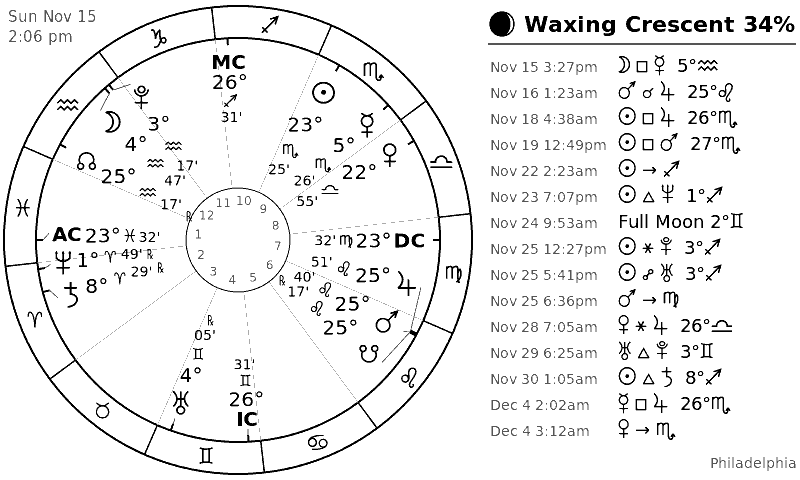 Sun Nov 15
2:06 pm
MC
26°
♐
31'
♇
3°
♒
17'
☽
4°
♒
47'
☊
25°
♒
17'
℞
☉
23°
♏
25'
☿
5°
♏
26'
♀
22°
♎
55'
AC 23° ♓ 32'
♆ 1° ♈ 49' ℞
♄ 8° ♈ 29' ℞
32' ♍ 23° DC
51' ♌ 25° ♃
40' ♌ 25° ♂
℞ 17' ♌ 25° ☋
℞
05'
♊
4°
♅
31'
♊
26°
IC
1
2
3
4
5
6
7
8
9
10
11
12
♑
♐
♏
♎
♍
♌
♋
♊
♉
♈
♓
♒
Waxing Crescent 34%
Nov 15 3:27pm ☽ □ ☿ 5°♒
Nov 16 1:23am ♂ ☌ ♃ 25°♌
Nov 18 4:38am ☉ □ ♃ 26°♏
Nov 19 12:49pm ☉ □ ♂ 27°♏
Nov 22 2:23am ☉ → ♐
Nov 23 7:07pm ☉ △ ♆ 1°♐
Nov 24 9:53am Full Moon 2°♊
Nov 25 12:27pm ☉ ⚹ ♇ 3°♐
Nov 25 5:41pm ☉ ☍ ♅ 3°♐
Nov 25 6:36pm ♂ → ♍
Nov 28 7:05am ♀ ⚹ ♃ 26°♎
Nov 29 6:25am ♅ △ ♇ 3°♊
Nov 30 1:05am ☉ △ ♄ 8°♐
Dec 4 2:02am ☿ □ ♃ 26°♏
Dec 4 3:12am ♀ → ♏
Philadelphia